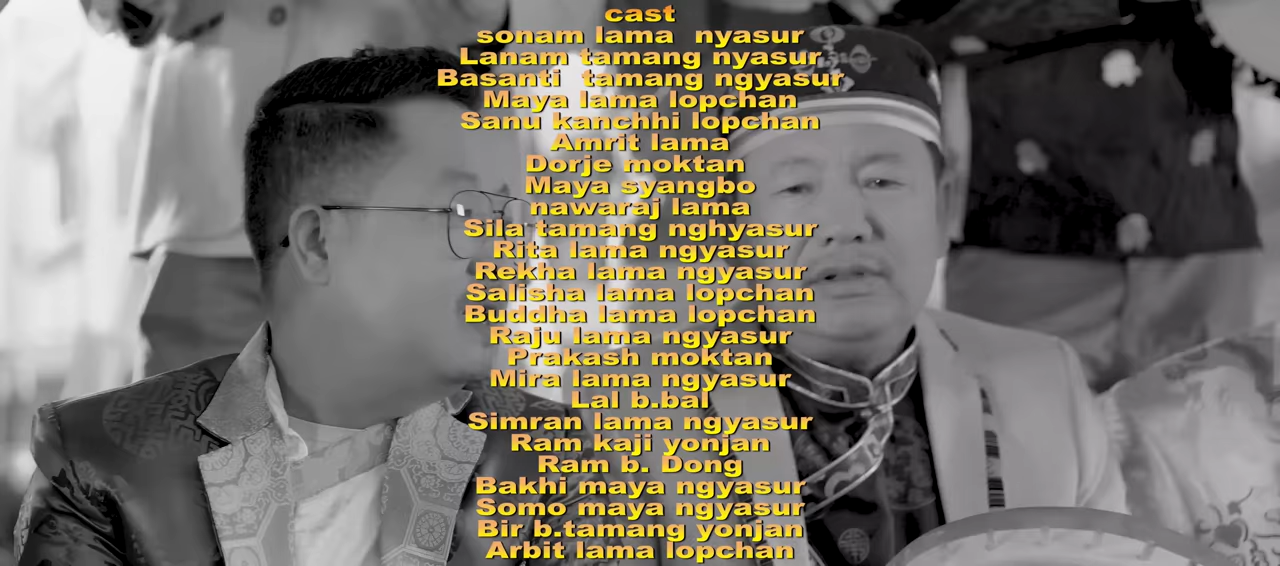 cast
sonam lama nyasur
Lanam tamang nyasur
Basanti tamang ngyasur
Maya lama lopchan
Sanu kanchhi lopchan
Amrit lama
Dorje moktan
Maya syangbo
nawaraj lama
Sila tamang nghyasur
Rita lama ngyasur
Rekha lama ngyasur
Salisha lama lopchan
Buddha lama lopchan
Raju lama ngyasur
Prakash moktan
Mira lama ngyasur
Lal b.bal
Simran lama ngyasur
Ram kaji yonjan
Ram b. Dong
Bakhi maya ngyasur
Somo maya ngyasur
Bir b.tamang yonjan
Arbit lama lopchan